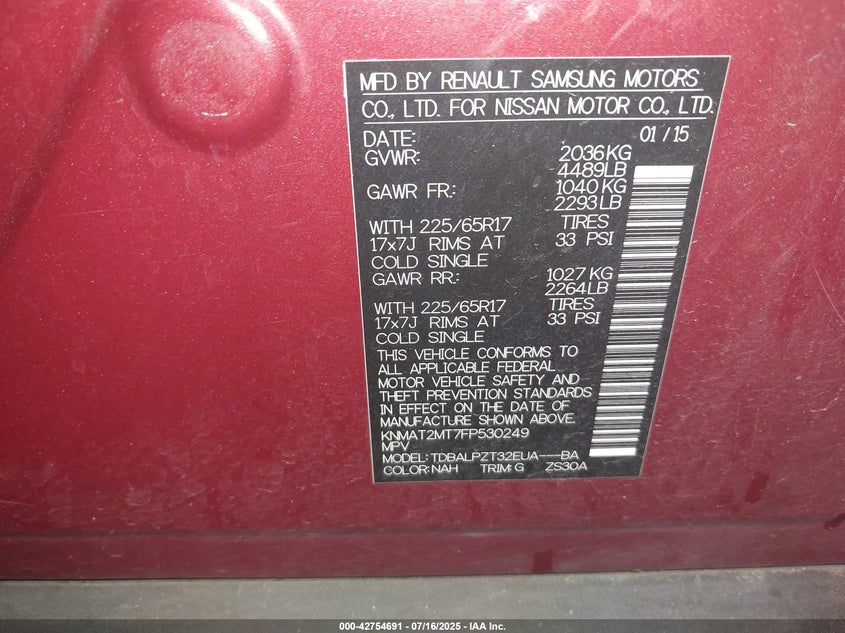 MFD BY RENAULT SAMSUNG MOTORS
CO., LTD. FOR NISSAN MOTOR CO., LTD.
DATE: 01 / 15
GVWR: 2036KG
4489LB
GAWR FR.: 1040KG
2293LB
WITH 225/65R17 TIRES
17x7J RIMS AT 33 PSI
COLD SINGLE
GAWR RR.: 1027KG
2264LB
WITH 225/65R17 TIRES
17x7J RIMS AT 33 PSI
COLD SINGLE
THIS VEHICLE CONFORMS TO
ALL APPLICABLE FEDERAL
MOTOR VEHICLE SAFETY AND
THEFT PREVENTION STANDARDS
IN EFFECT ON THE DATE OF
MANUFACTURE SHOWN ABOVE.
KNMAT2MT7FP530249
MPV
MODEL: TDBALPZT32EUA---BA
COLOR: NAH TRIM: G ZS30A
000-42754691 - 07/16/2025 - IAA Inc.